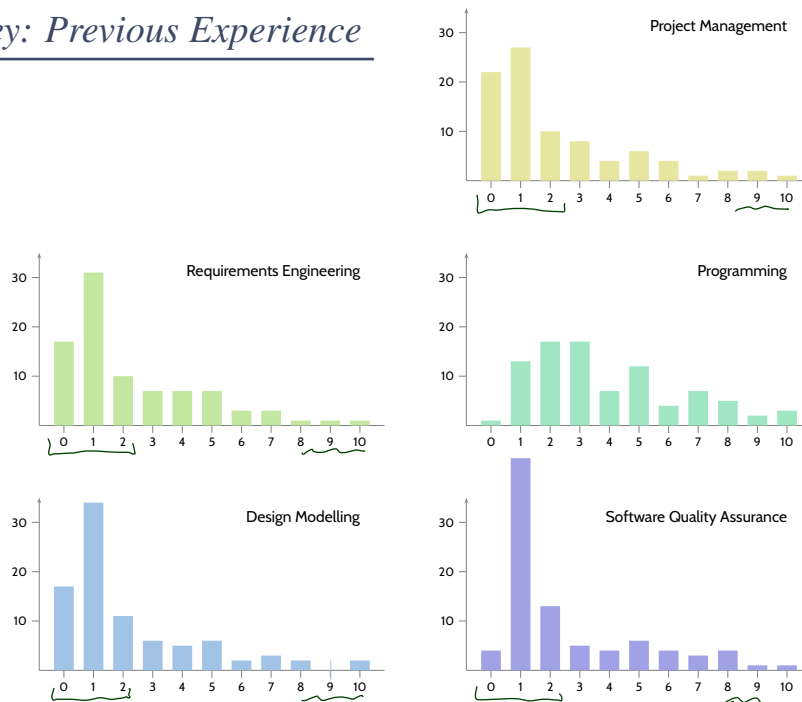 ey: Previous Experience
Project Management
30
20
10
0 1 2 3 4 5 6 7 8 9 10
Requirements Engineering
30
20
10
0 1 2 3 4 5 6 7 8 9 10
Programming
30
20
10
0 1 2 3 4 5 6 7 8 9 10
Design Modelling
30
20
10
0 1 2 3 4 5 6 7 8 9 10
Software Quality Assurance
30
20
10
0 1 2 3 4 5 6 7 8 9 10